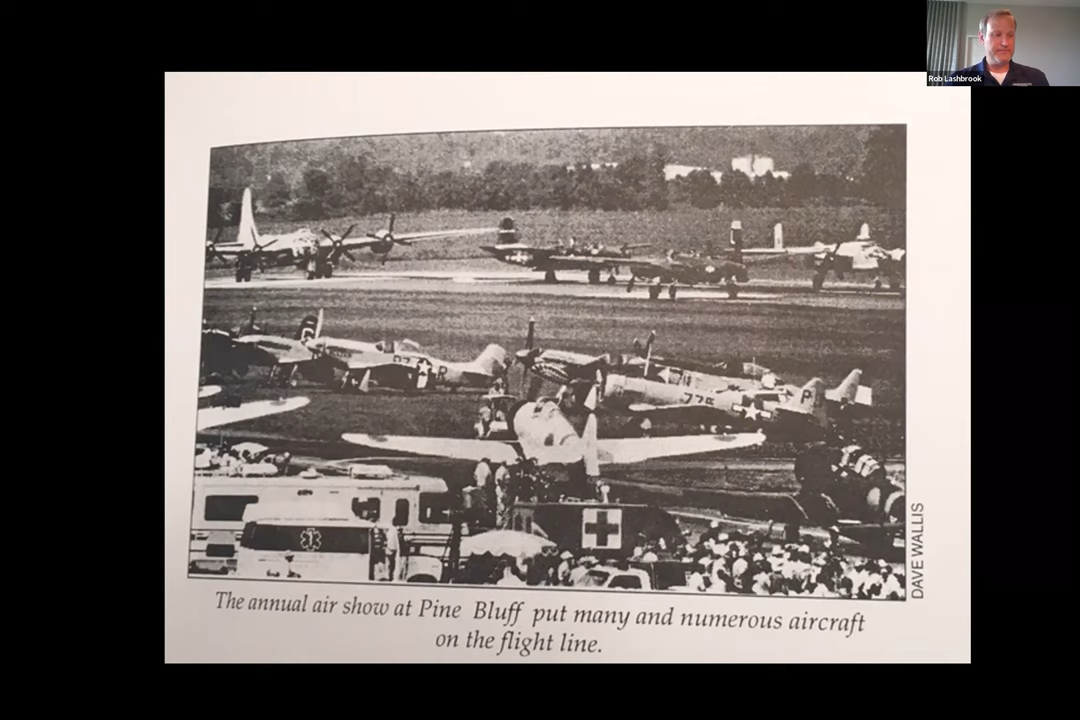 Rob Lashbrook
DAVE WALLIS
The annual air show at Pine Bluff put many and numerous aircraft
on the flight line.